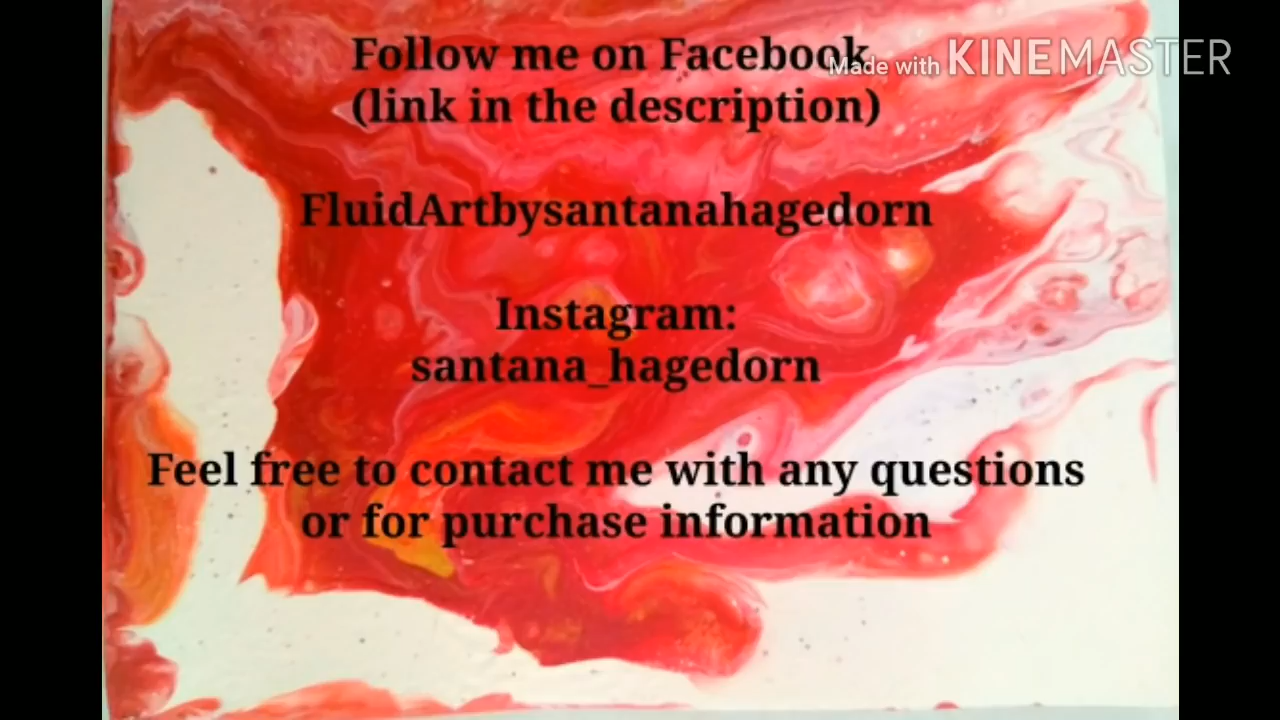 Follow me on Facebook
Made with KINEMASTER
(link in the description)
FluidArtbysantanahagedorn
Instagram:
santana_hagedorn
Feel free to contact me with any questions
or for purchase information